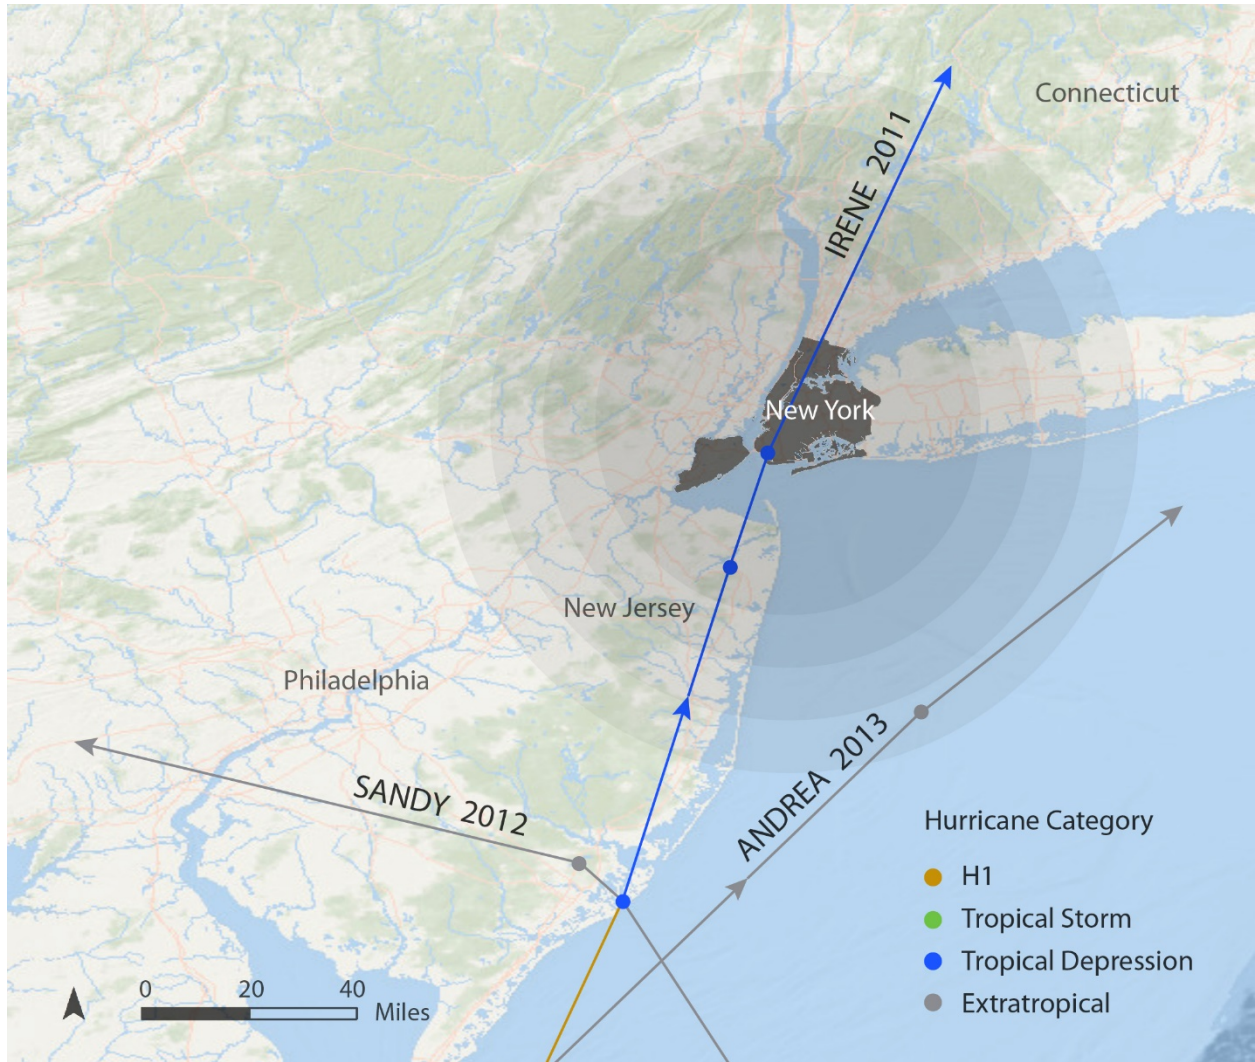 Connecticut
IRENE 2011
New York
New Jersey
Philadelphia
SANDY 2012
ANDREA 2013
Hurricane Category
H1
Tropical Storm
Tropical Depression
Extratropical
0 20 40
Miles